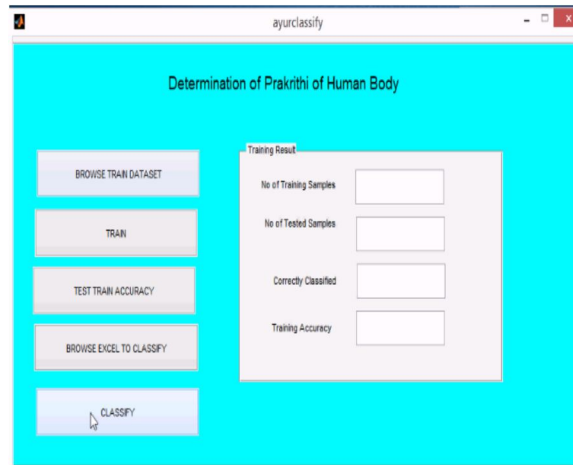 ayurclassify
Determination of Prakrithi of Human Body
BROWSE TRAIN DATASET
TRAIN
TEST TRAIN ACCURACY
BROWSE EXCEL TO CLASSIFY
CLASSIFY
Training Result
No of Training Samples
No of Tested Samples
Correctly Classified
Training Accuracy